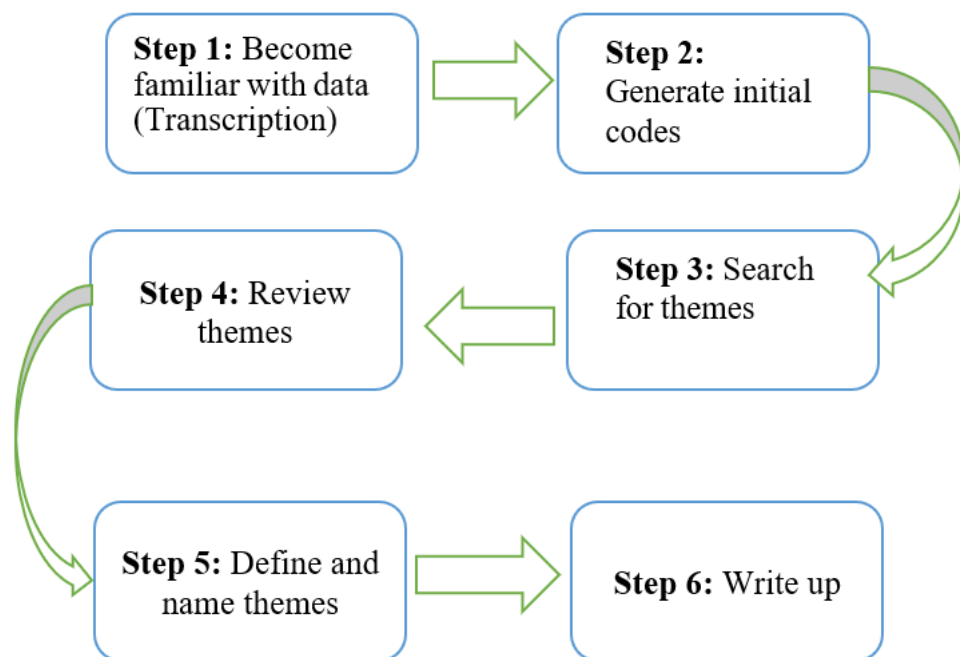 Step 1: Become
familiar with data
(Transcription)
Step 2:
Generate initial
codes
Step 3: Search
for themes
Step 4: Review
themes
Step 5: Define and
name themes
Step 6: Write up